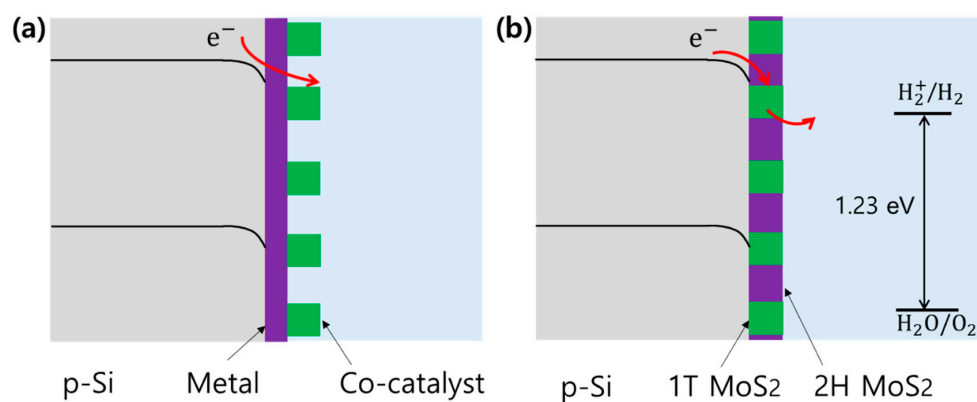 (a)
e⁻
p-Si Metal Co-catalyst
(b)
e⁻
H₂⁺/H₂
1.23 eV
H₂O/O₂
p-Si 1T MoS2 2H MoS2